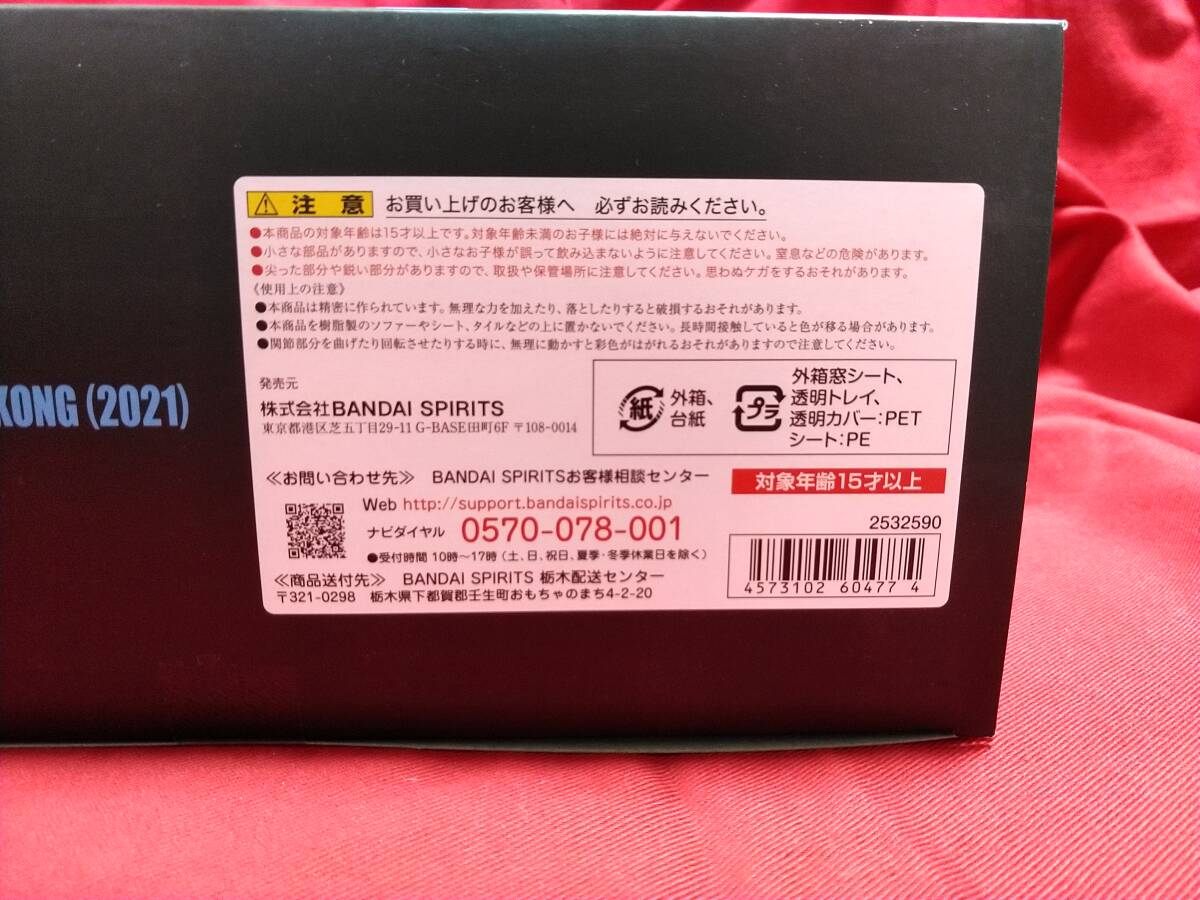 KONG (2021)
注 意 お買い上げのお客様へ 必ずお読みください。
●本商品の対象年齢は15才以上です。対象年齢未満のお子様には絶対に与えないでください。
●小さな部品がありますので、小さなお子様が誤って飲み込まないように注意してください。窒息などの危険があります。
●尖った部分や鋭い部分がありますので、取扱や保管場所に注意してください。思わぬケガをするおそれがあります。
《使用上の注意》
●本商品は精密に作られています。無理な力を加えたり、落としたりすると破損するおそれがあります。
●本商品を樹脂製のソファーやシート、タイルなどの上に置かないでください。長時間接触していると色が移る場合があります。
●関節部分を曲げたり回転させたりする時に、無理に動かすと彩色がはがれるおそれがありますので注意してください。
発売元
株式会社BANDAI SPIRITS
東京都港区芝五丁目29-11 G-BASE田町6F 〒108-0014
紙 外箱、
台紙
プラ 外箱窓シート、
透明トレイ、
透明カバー:PET
シート:PE
≪お問い合わせ先≫ BANDAI SPIRITSお客様相談センター
Web http://support.bandaispirits.co.jp
ナビダイヤル 0570-078-001
●受付時間 10時〜17時（土、日、祝日、夏季・冬季休業日を除く）
≪商品送付先≫ BANDAI SPIRITS 栃木配送センター
〒321-0298 栃木県下都賀郡壬生町おもちゃのまち4-2-20
対象年齢15才以上
2532590
4573102 60477 4